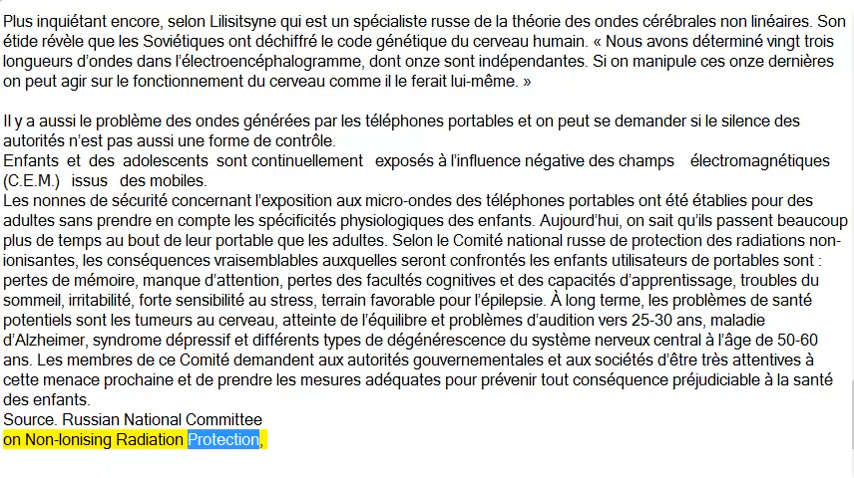 Plus inquiétant encore, selon Lilisitsyne qui est un spécialiste russe de la théorie des ondes cérébrales non linéaires. Son
étide révèle que les Soviétiques ont déchiffré le code génétique du cerveau humain. « Nous avons déterminé vingt trois
longueurs d'ondes dans l'électroencéphalogramme, dont onze sont indépendantes. Si on manipule ces onze dernières
on peut agir sur le fonctionnement du cerveau comme il le ferait lui-même. »
Il y a aussi le problème des ondes générées par les téléphones portables et on peut se demander si le silence des
autorités n'est pas aussi une forme de contrôle.
Enfants et des adolescents sont continuellement exposés à l'influence négative des champs électromagnétiques
(C.E.M.) issus des mobiles.
Les nonnes de sécurité concernant l'exposition aux micro-ondes des téléphones portables ont été établies pour des
adultes sans prendre en compte les spécificités physiologiques des enfants. Aujourd'hui, on sait qu'ils passent beaucoup
plus de temps au bout de leur portable que les adultes. Selon le Comité national russe de protection des radiations non-
ionisantes, les conséquences vraisemblables auxquelles seront confrontés les enfants utilisateurs de portables sont :
pertes de mémoire, manque d'attention, pertes des facultés cognitives et des capacités d'apprentissage, troubles du
sommeil, irritabilité, forte sensibilité au stress, terrain favorable pour l'épilepsie. À long terme, les problèmes de santé
potentiels sont les tumeurs au cerveau, atteinte de l'équilibre et problèmes d'audition vers 25-30 ans, maladie
d'Alzheimer, syndrome dépressif et différents types de dégénérescence du système nerveux central à l'âge de 50-60
ans. Les membres de ce Comité demandent aux autorités gouvernementales et aux sociétés d'être très attentives à
cette menace prochaine et de prendre les mesures adéquates pour prévenir tout conséquence préjudiciable à la santé
des enfants.
Source. Russian National Committee
on Non-Ionising Radiation Protection,